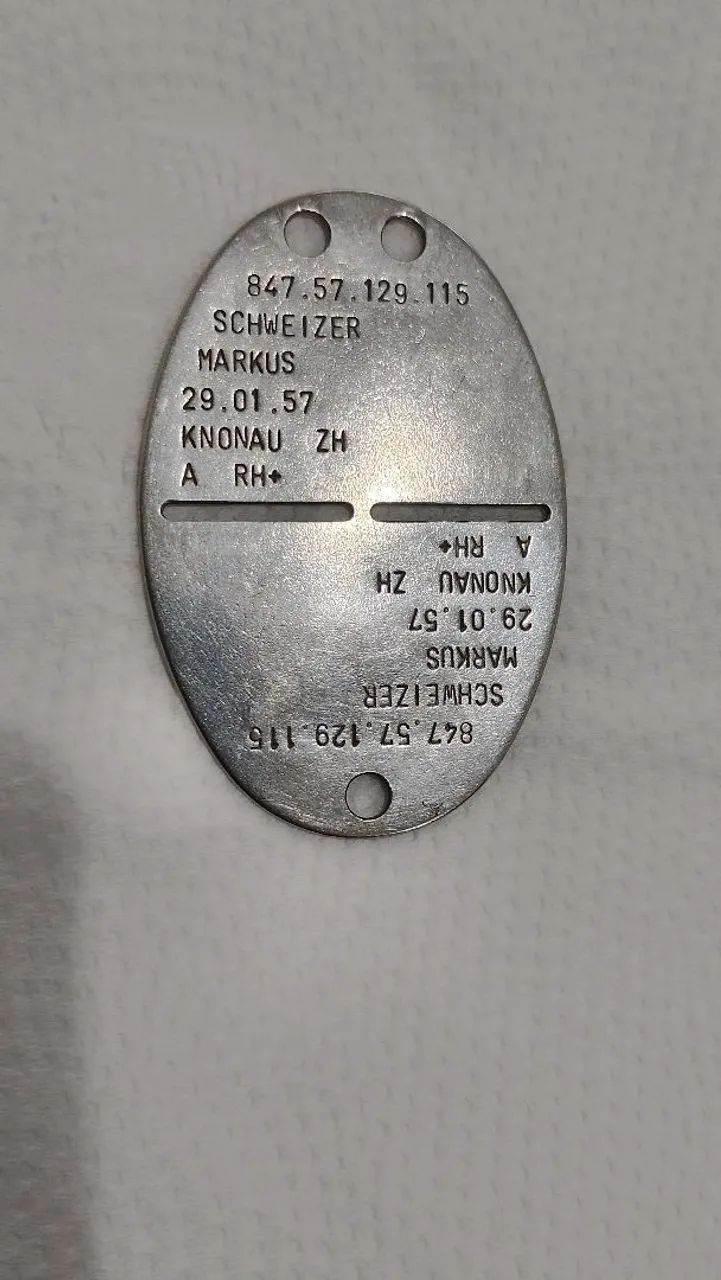 847.57.129.115
SCHWEIZER
MARKUS
29.01.57
KNONAU ZH
A RH+
A RH+
KNONAU ZH
29.01.57
MARKUS
SCHWEIZER
847.57.129.115